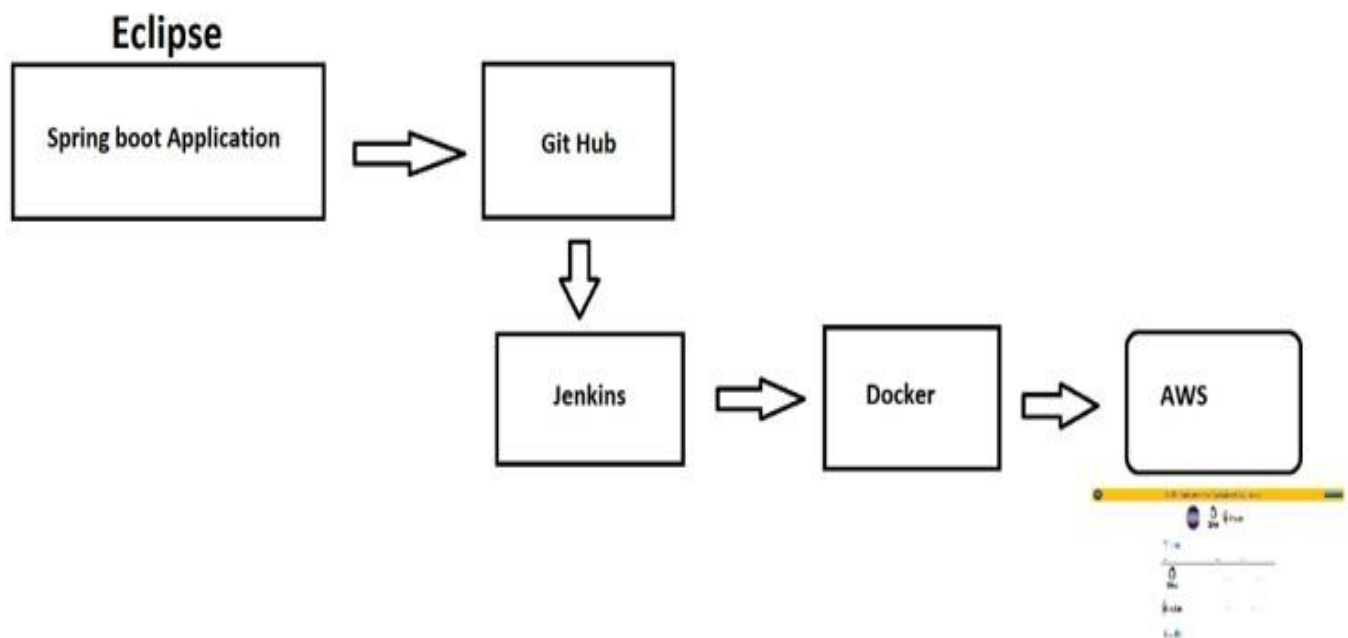 Eclipse
Spring boot Application
Git Hub
Jenkins
Docker
AWS